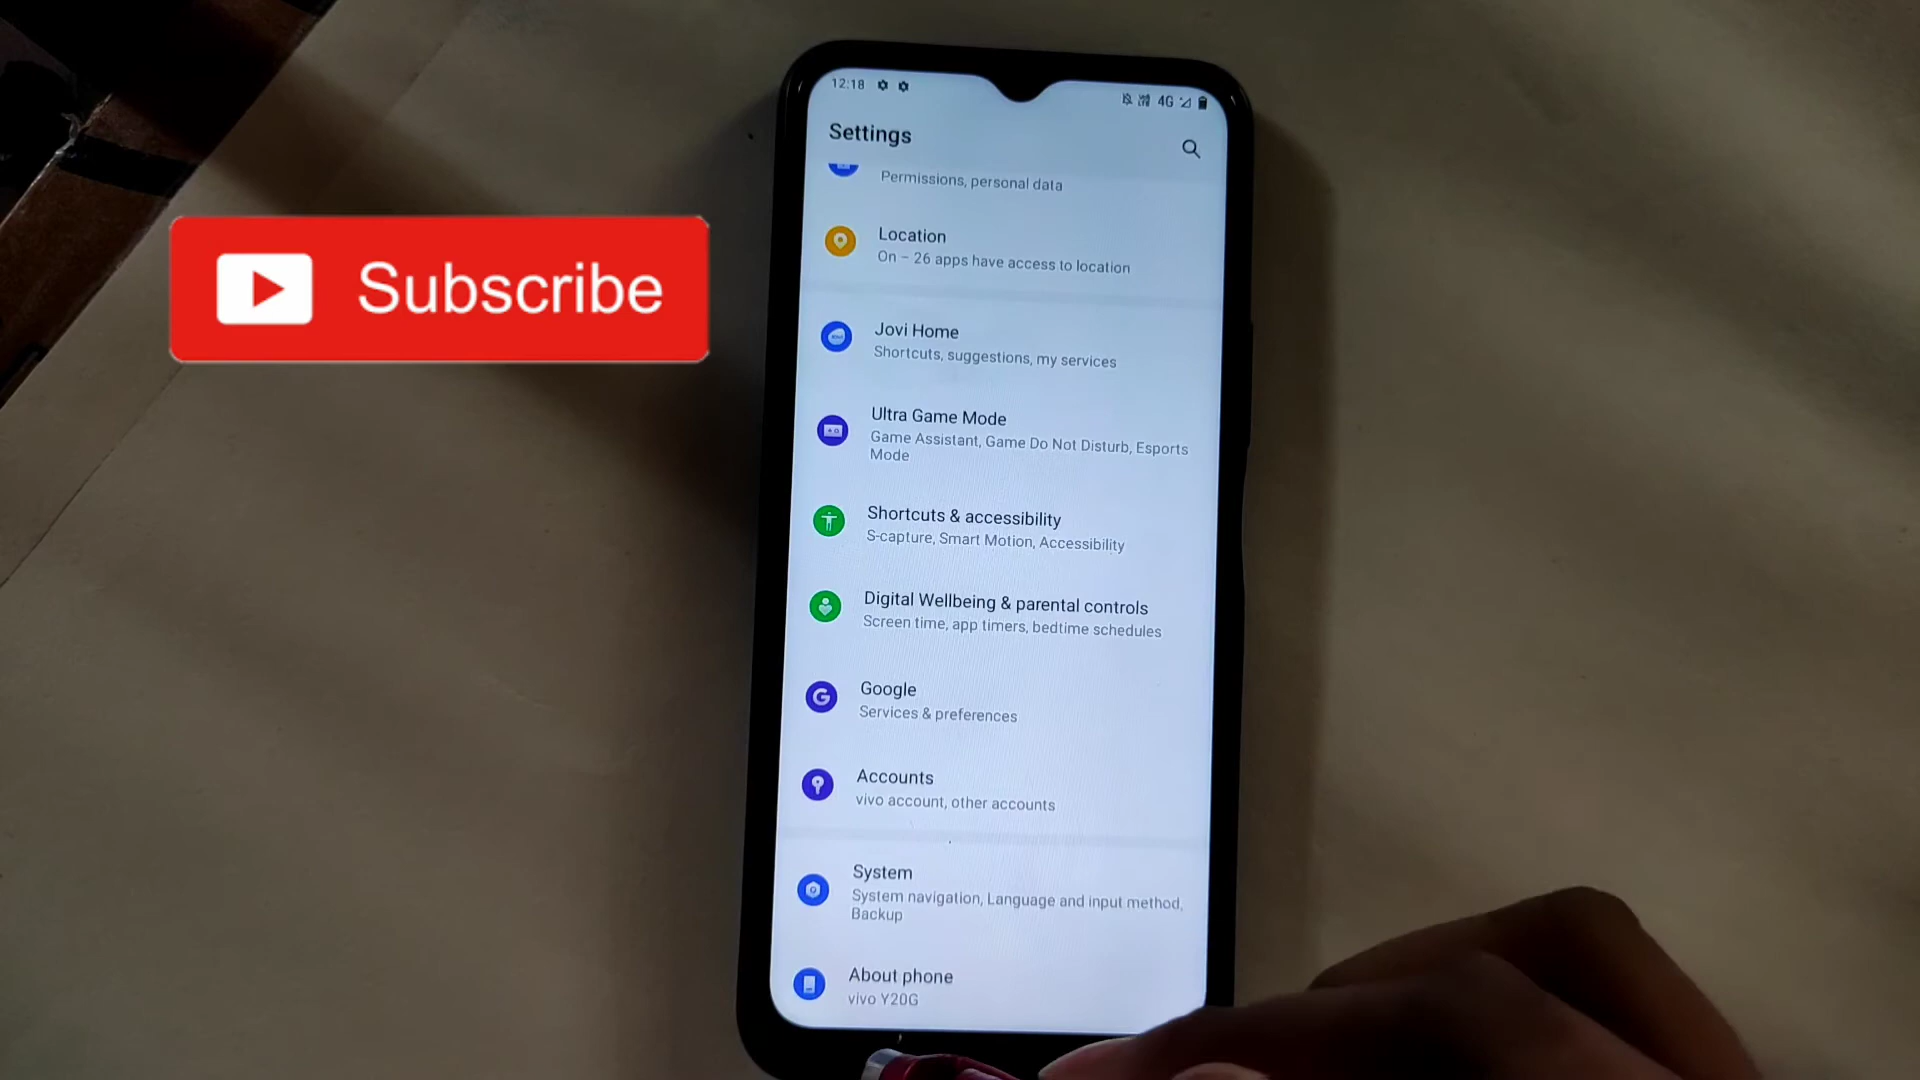 12:18
4G
Settings
Permissions, personal data
Subscribe
Location
On – 26 apps have access to location
Jovi Home
Shortcuts, suggestions, my services
Ultra Game Mode
Game Assistant, Game Do Not Disturb, Esports
Mode
Shortcuts & accessibility
S-capture, Smart Motion, Accessibility
Digital Wellbeing & parental controls
Screen time, app timers, bedtime schedules
Google
Services & preferences
Accounts
vivo account, other accounts
System
System navigation, Language and input method,
Backup
About phone
vivo Y20G